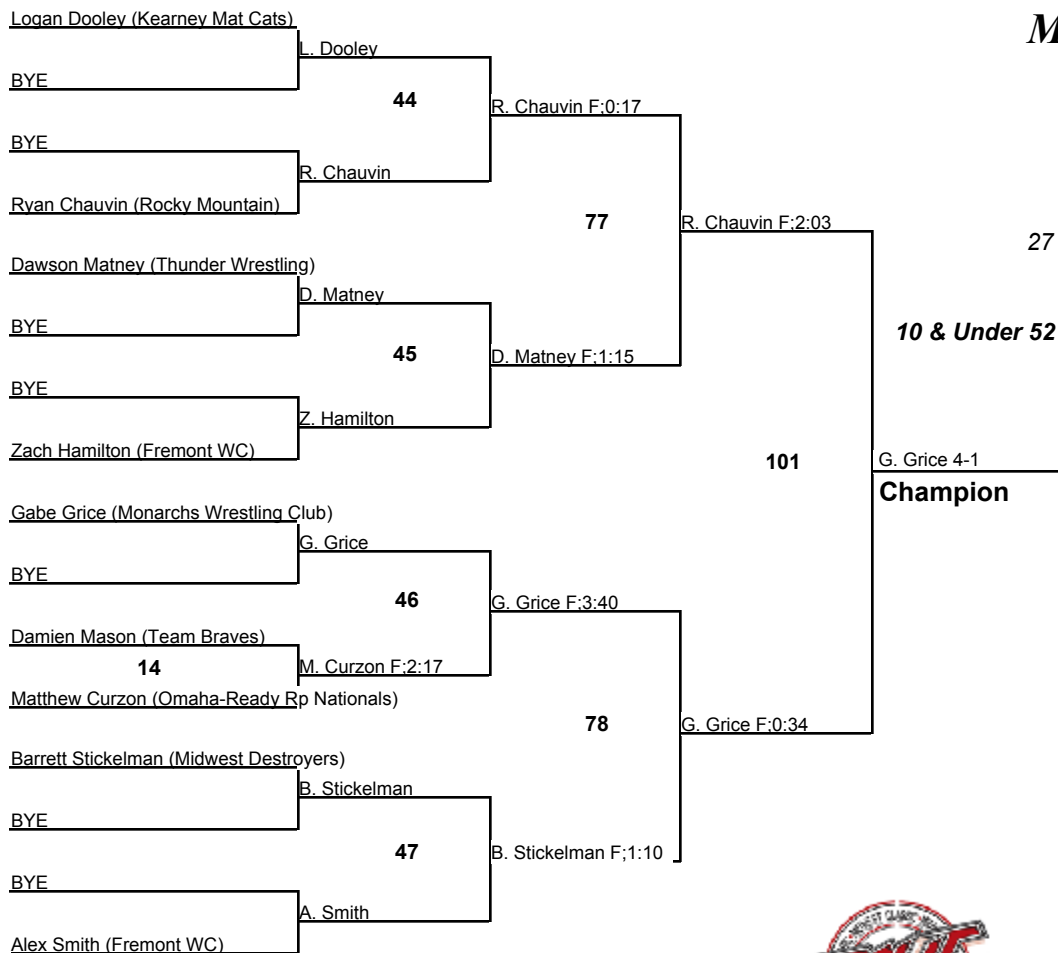 Logan Dooley (Kearney Mat Cats)
M
L. Dooley
BYE
44
R. Chauvin F;0:17
BYE
R. Chauvin
Ryan Chauvin (Rocky Mountain)
77
R. Chauvin F;2:03
27
Dawson Matney (Thunder Wrestling)
D. Matney
BYE
10 & Under 52
45
D. Matney F;1:15
BYE
Z. Hamilton
Zach Hamilton (Fremont WC)
101
G. Grice 4-1
Champion
Gabe Grice (Monarchs Wrestling Club)
G. Grice
BYE
46
G. Grice F;3:40
Damien Mason (Team Braves)
14
M. Curzon F;2:17
Matthew Curzon (Omaha-Ready Rp Nationals)
78
G. Grice F;0:34
Barrett Stickelman (Midwest Destroyers)
B. Stickelman
BYE
47
B. Stickelman F;1:10
BYE
A. Smith
Alex Smith (Fremont WC)